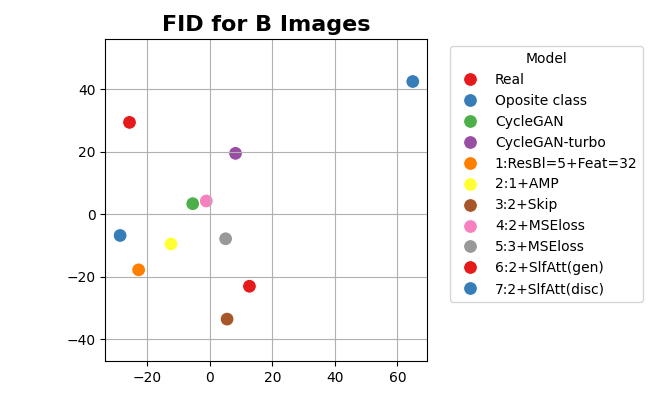 FID for B Images
40
20
0
−20
−40
−20
0
20
40
60
Model
Real
Oposite class
CycleGAN
CycleGAN-turbo
1:ResBl=5+Feat=32
2:1+AMP
3:2+Skip
4:2+MSEloss
5:3+MSEloss
6:2+SlfAtt(gen)
7:2+SlfAtt(disc)